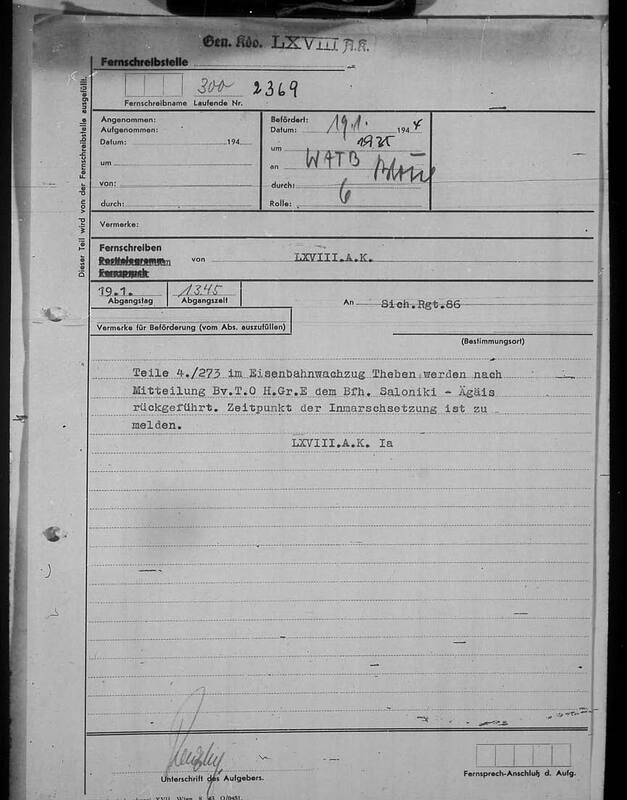 Gen. Kdo. LXVIII A.K.
Fernschreibstelle
300 2369
Fernschreibname Laufende Nr.
Dieser Teil wird von der Fernschreibstelle ausgefüllt.
Angenommen:
Aufgenommen:
Datum: 194
um
von:
durch:
Befördert:
Datum: 19.1. 1944
um 1935
an WATB
durch: 6
Rolle:
Vermerke:
Fernschreiben
Posttelegramm von LXVIII.A.K.
Fernspruch
19.1. 1345
Abgangstag Abgangszeit
An Sich.Rgt.86
Vermerke für Beförderung (vom Abs. auszufüllen)
(Bestimmungsort)
Teile 4./273 im Eisenbahnwachzug Theben werden nach
Mitteilung Bv.T.O H.Gr.E dem Bfh. Saloniki - Ägäis
rückgeführt. Zeitpunkt der Inmarschsetzung ist zu
melden.
LXVIII.A.K. Ia
Unterschrift des Aufgebers.
Fernsprech-Anschluß d. Aufg.